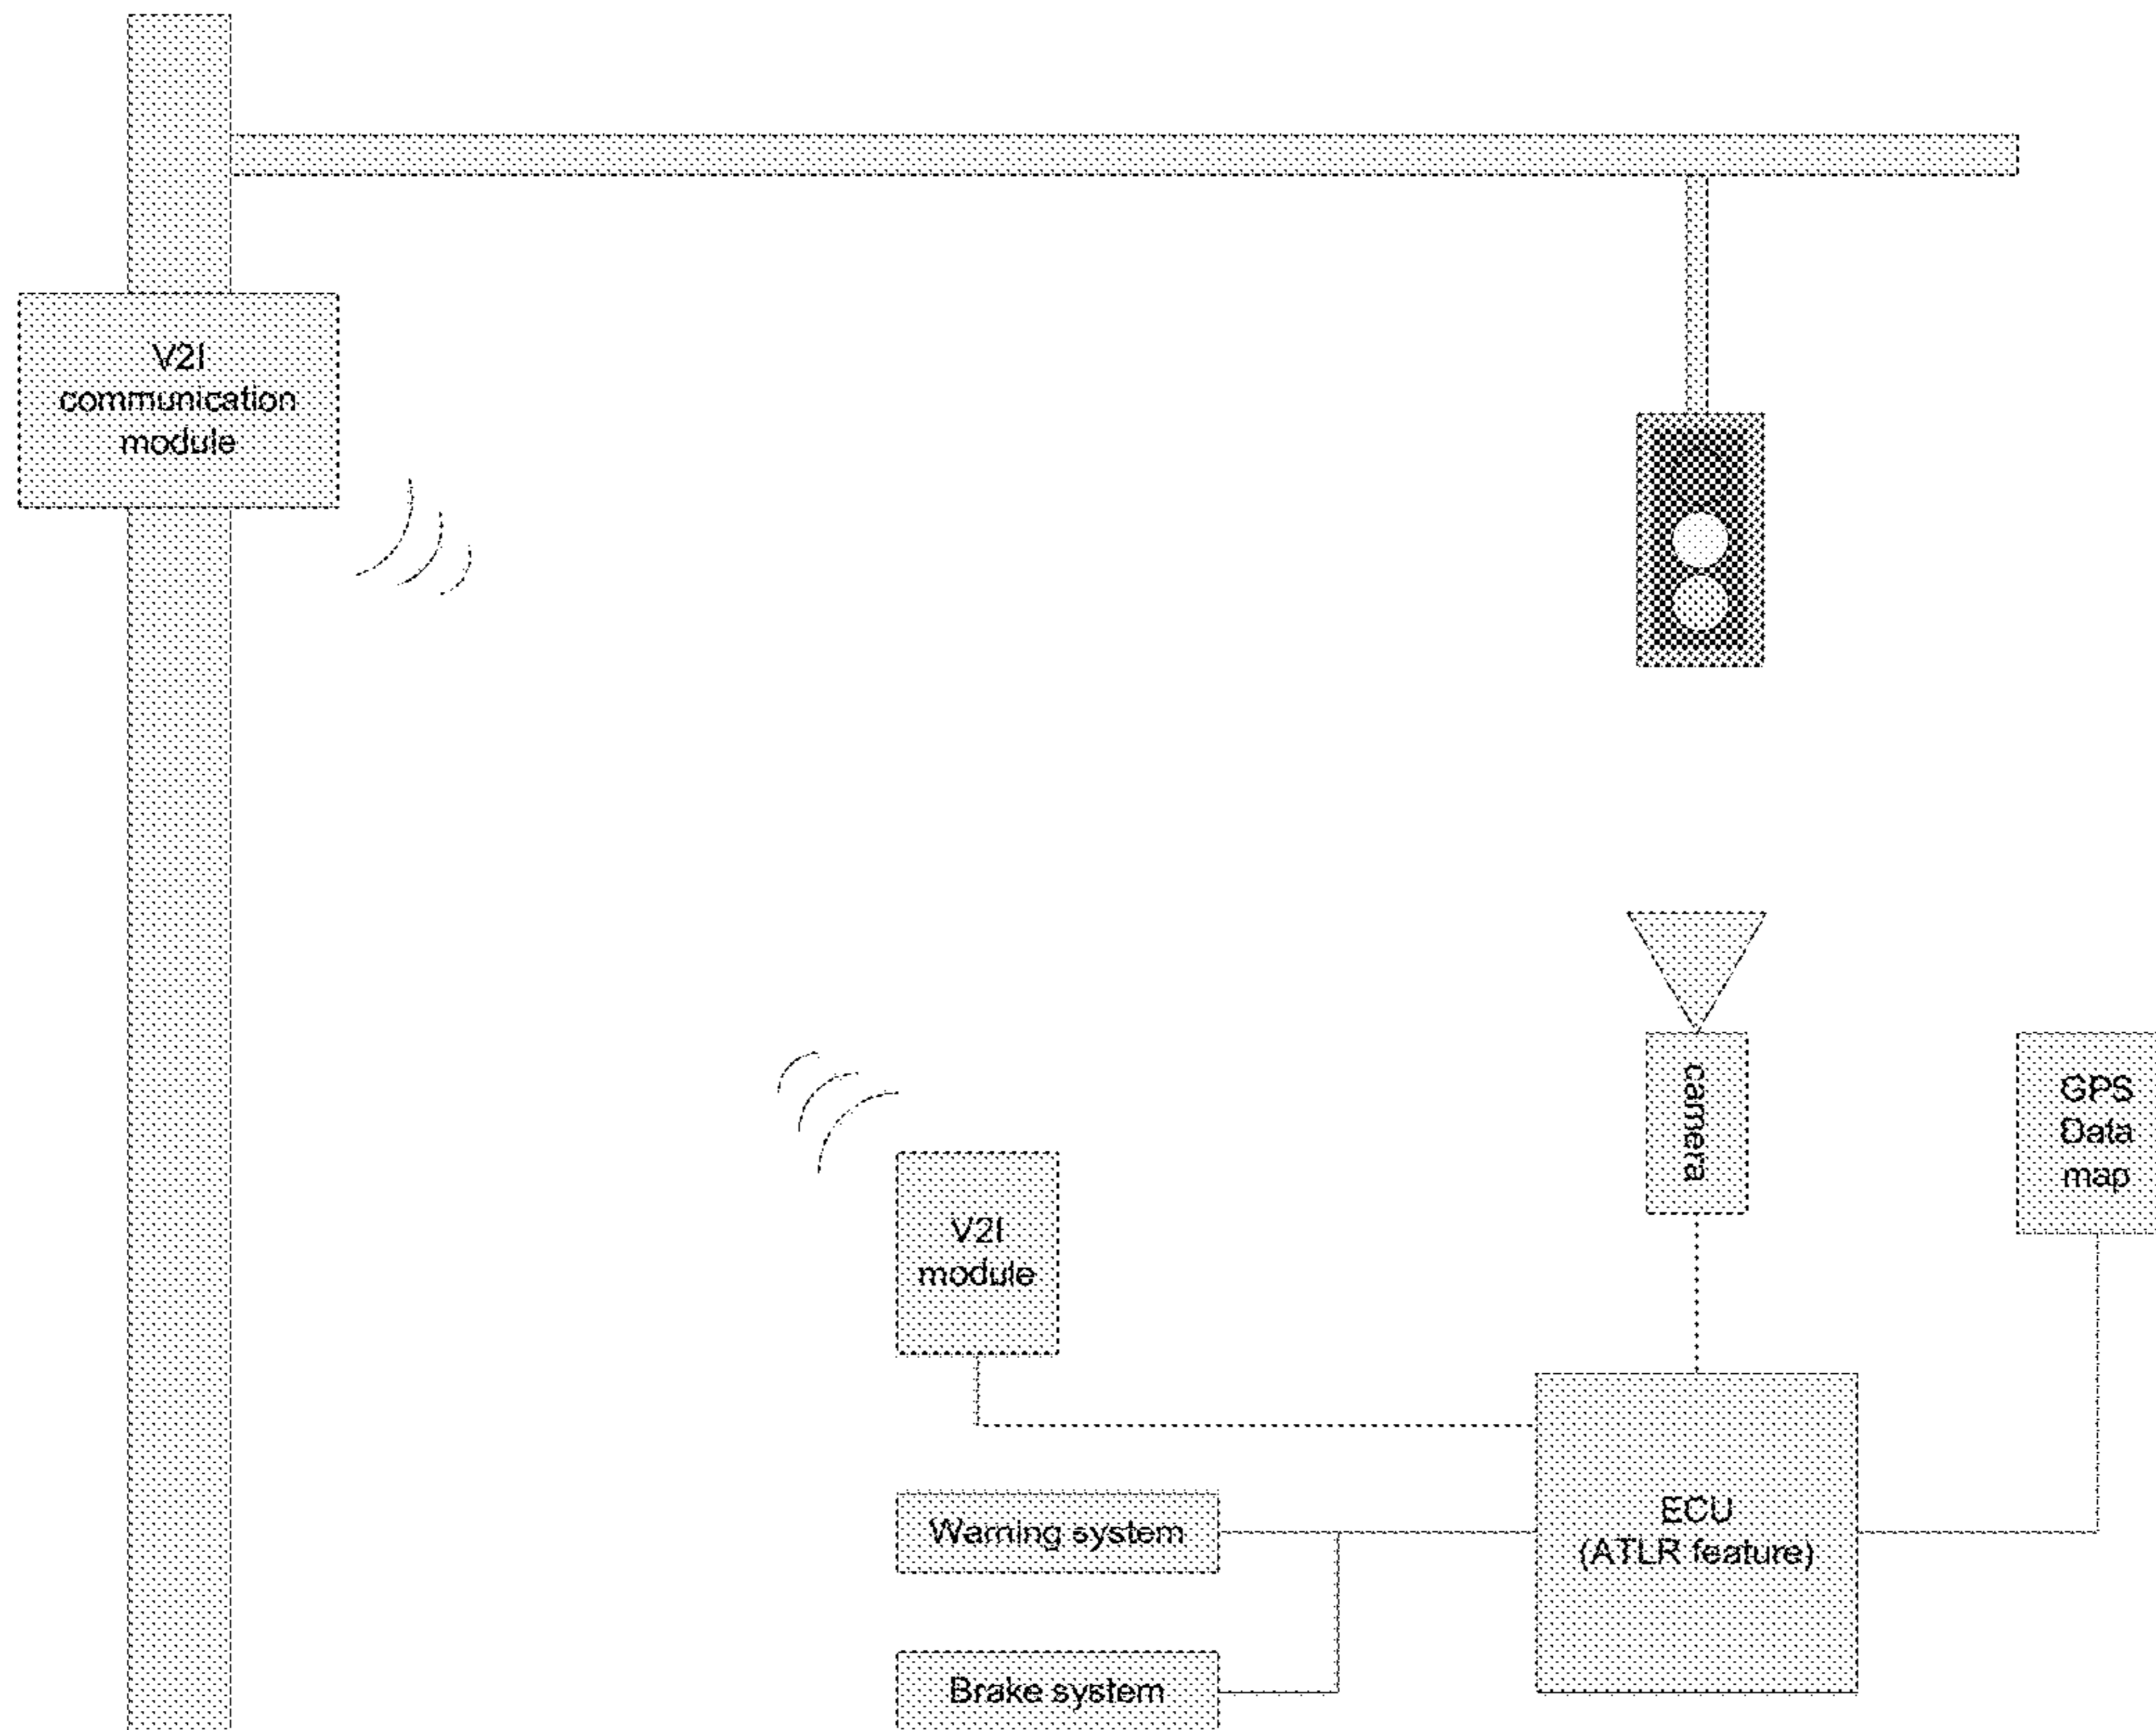 V2I
communication
module
camera
GPS
Data
map
V2I
module
ECU
(ATLR feature)
Warning system
Brake system